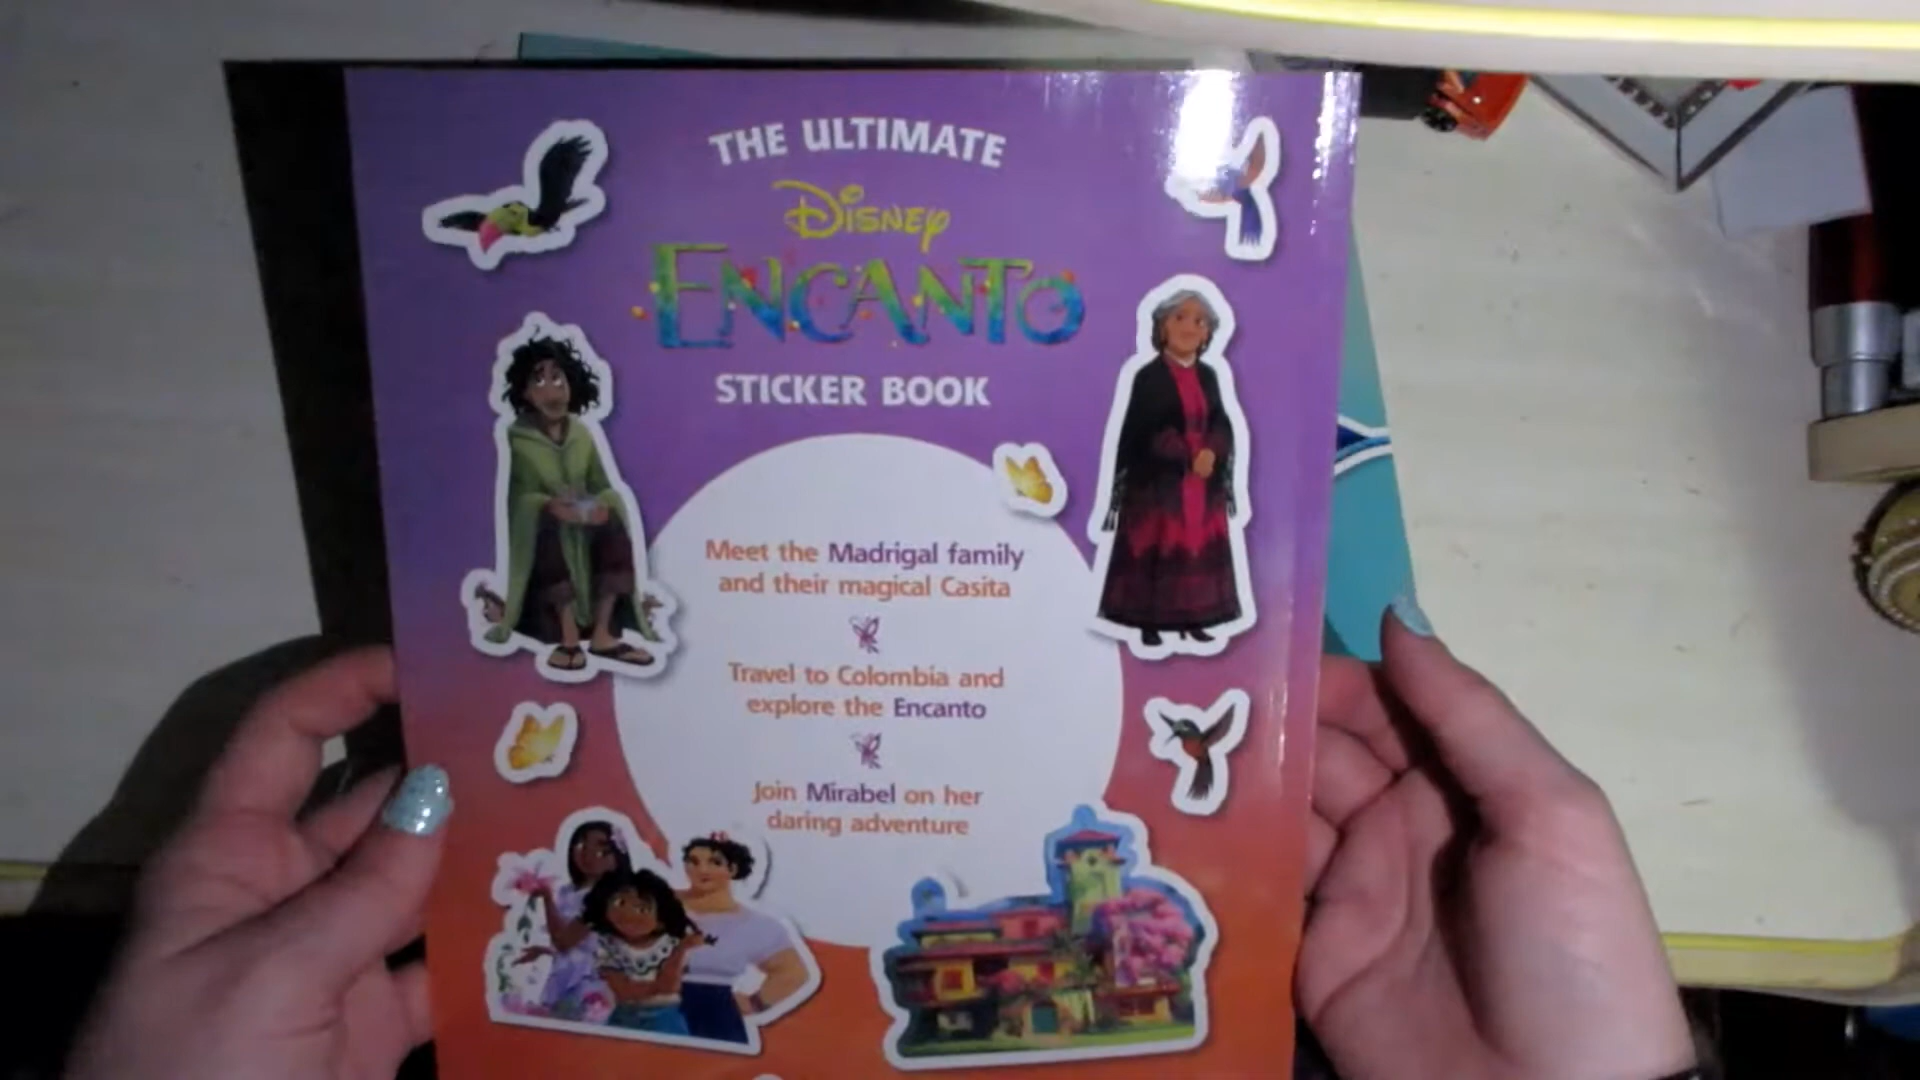 THE ULTIMATE
Disney
ENCANTO
STICKER BOOK
Meet the Madrigal family
and their magical Casita
Travel to Colombia and
explore the Encanto
Join Mirabel on her
daring adventure